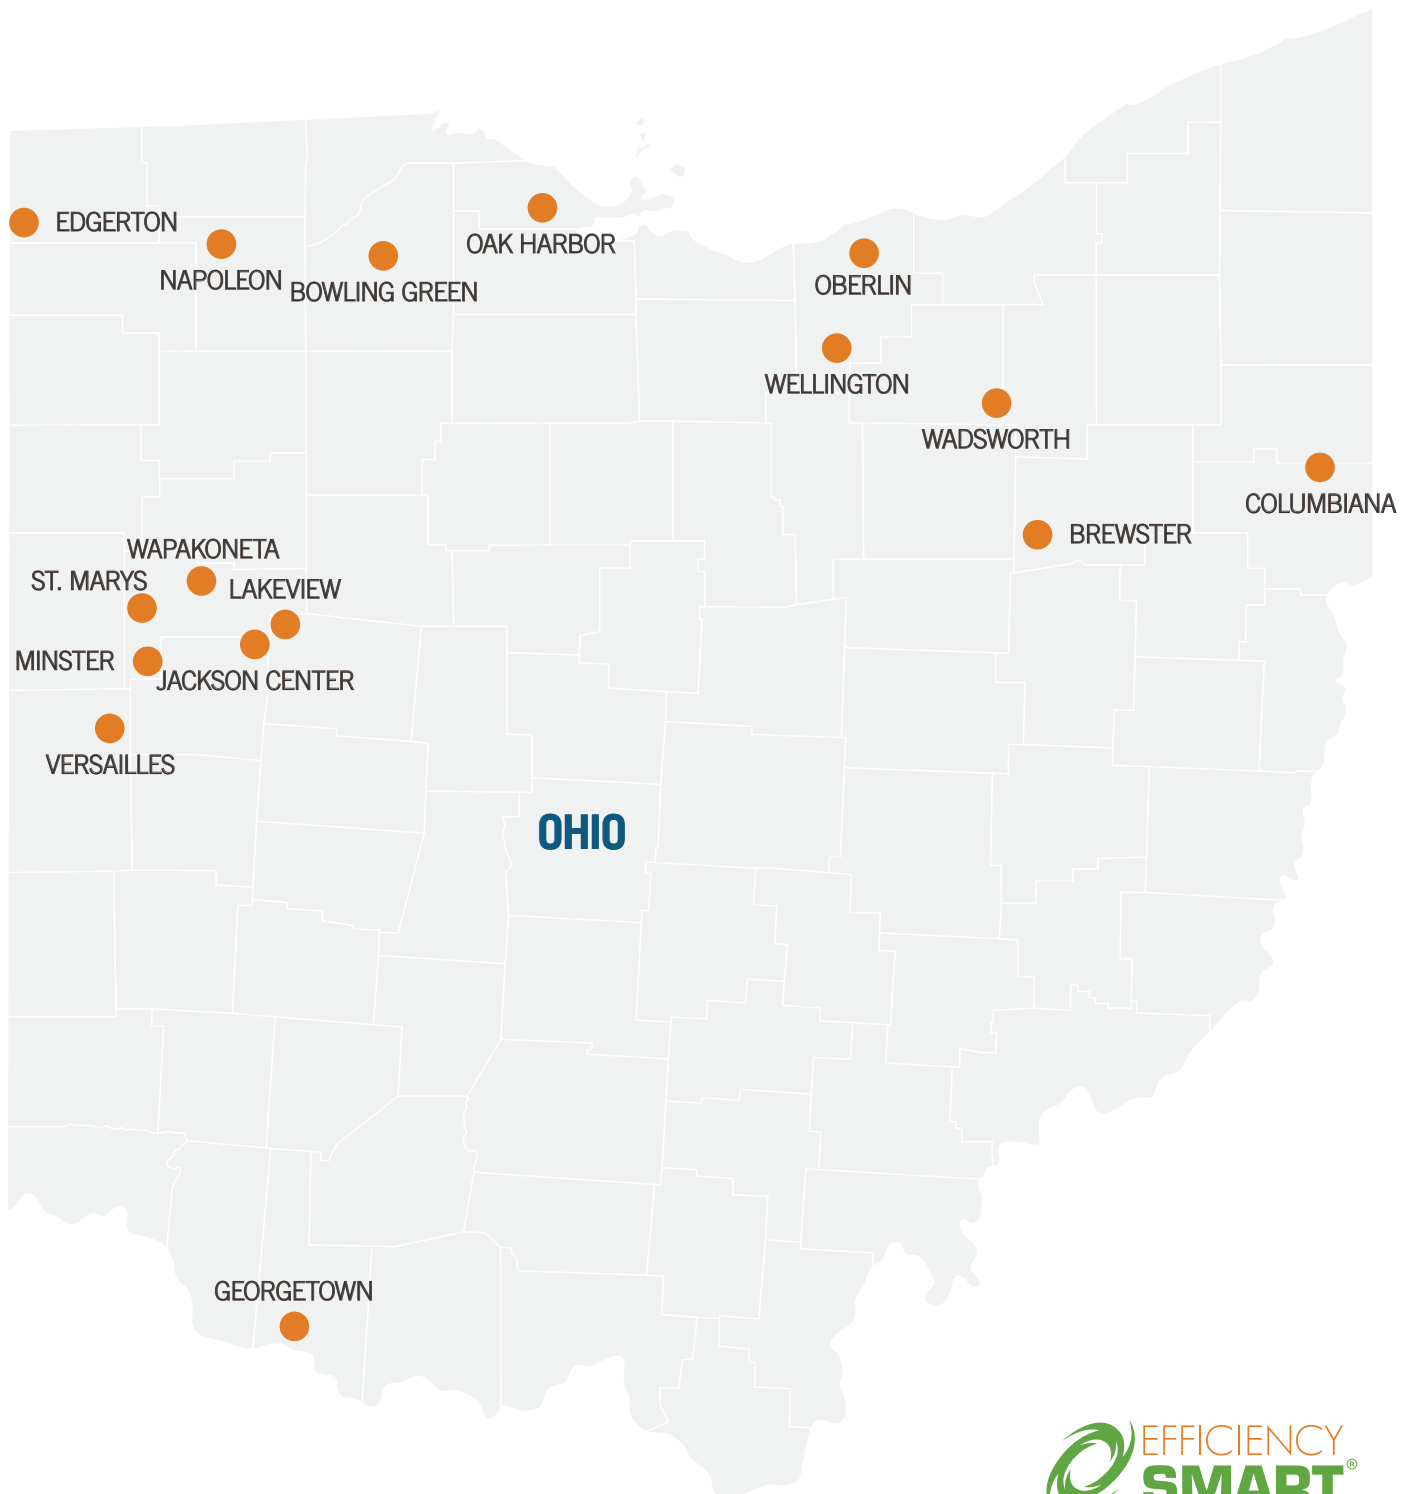 EDGERTON
NAPOLEON
BOWLING GREEN
OAK HARBOR
OBERLIN
WELLINGTON
WADSWORTH
COLUMBIANA
BREWSTER
WAPAKONETA
ST. MARYS
LAKEVIEW
MINSTER
JACKSON CENTER
VERSAILLES
OHIO
GEORGETOWN
EFFICIENCY
SMART®